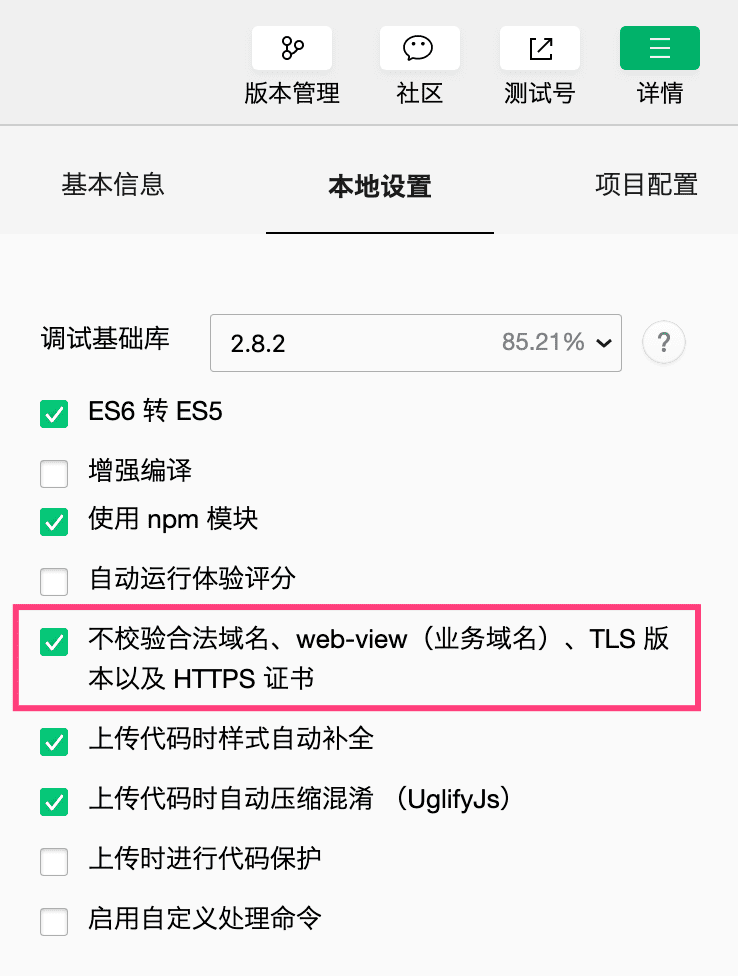 版本管理
社区
测试号
详情
基本信息
本地设置
项目配置
调试基础库
2.8.2
85.21%
?
ES6 转 ES5
增强编译
使用 npm 模块
自动运行体验评分
不校验合法域名、web-view（业务域名）、TLS 版
本以及 HTTPS 证书
上传代码时样式自动补全
上传代码时自动压缩混淆 （UglifyJs）
上传时进行代码保护
启用自定义处理命令